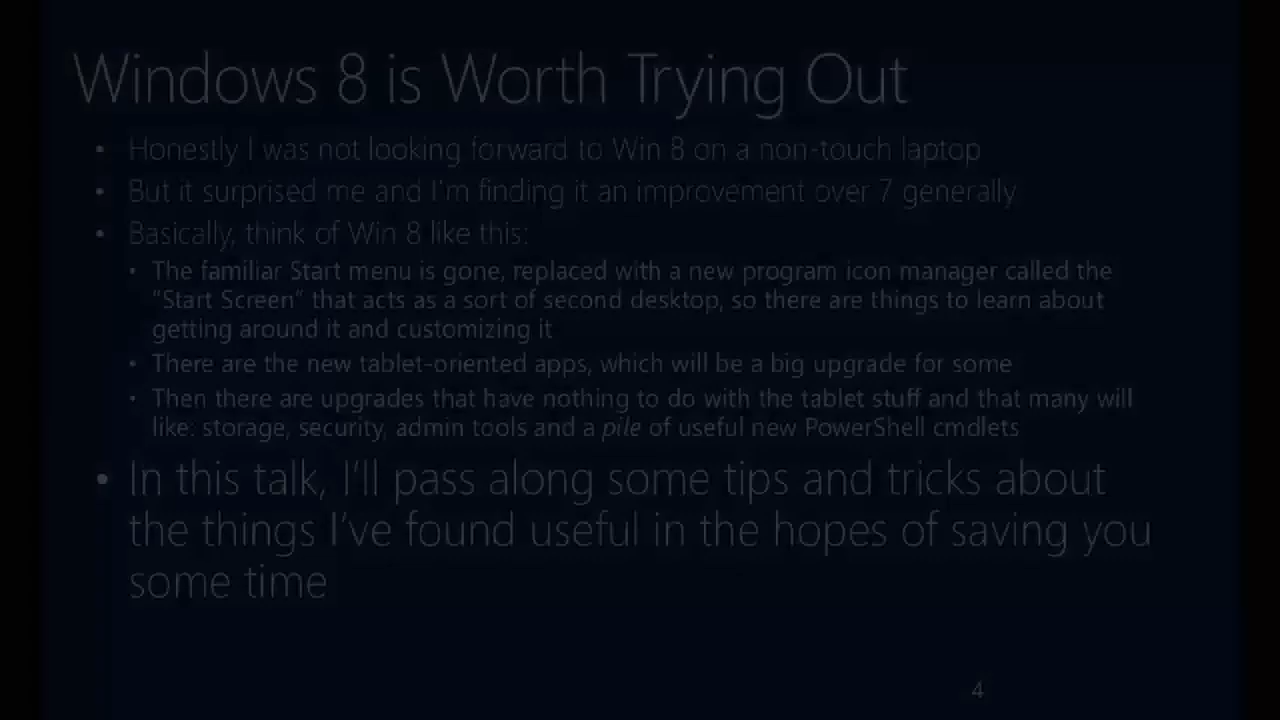 Windows 8 is Worth Trying Out
• Honestly I was not looking forward to Win 8 on a non-touch laptop
• But it surprised me and I'm finding it an improvement over 7 generally
• Basically, think of Win 8 like this:
• The familiar Start menu is gone, replaced with a new program icon manager called the
"Start Screen" that acts as a sort of second desktop, so there are things to learn about
getting around it and customizing it
• There are the new tablet-oriented apps, which will be a big upgrade for some
• Then there are upgrades that have nothing to do with the tablet stuff and that many will
like: storage, security, admin tools and a pile of useful new PowerShell cmdlets
• In this talk, I'll pass along some tips and tricks about
the things I've found useful in the hopes of saving you
some time
4